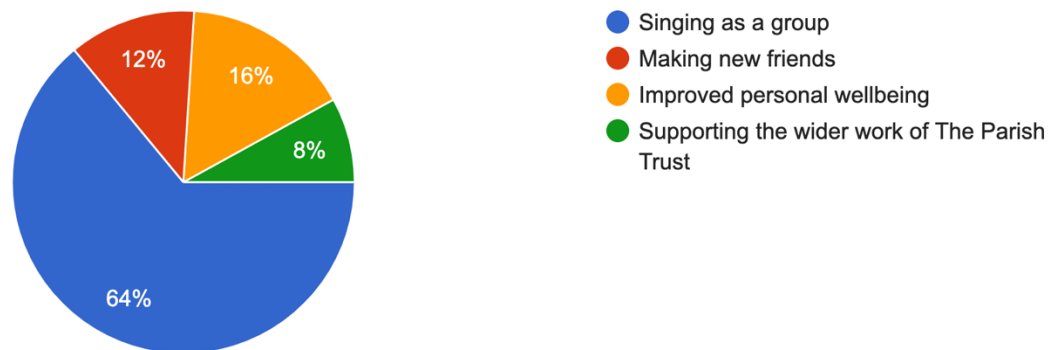 12%
16%
8%
64%
Singing as a group
Making new friends
Improved personal wellbeing
Supporting the wider work of The Parish
Trust